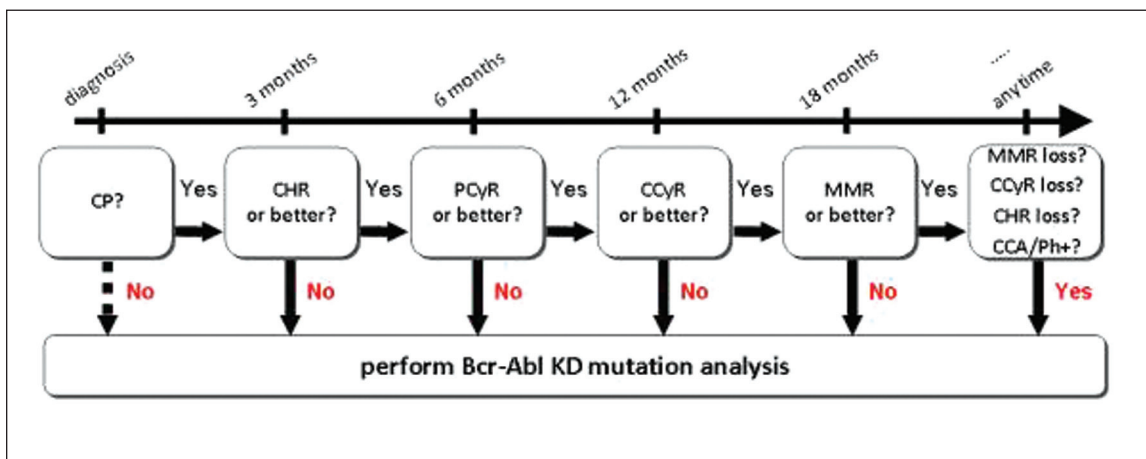 diagnosis
3 months
6 months
12 months
18 months
.....
anytime
CP?
Yes
CHR
or better?
Yes
PCyR
or better?
Yes
CCyR
or better?
Yes
MMR
or better?
Yes
MMR loss?
CCyR loss?
CHR loss?
CCA/Ph+?
No
No
No
No
No
Yes
perform Bcr-Abl KD mutation analysis